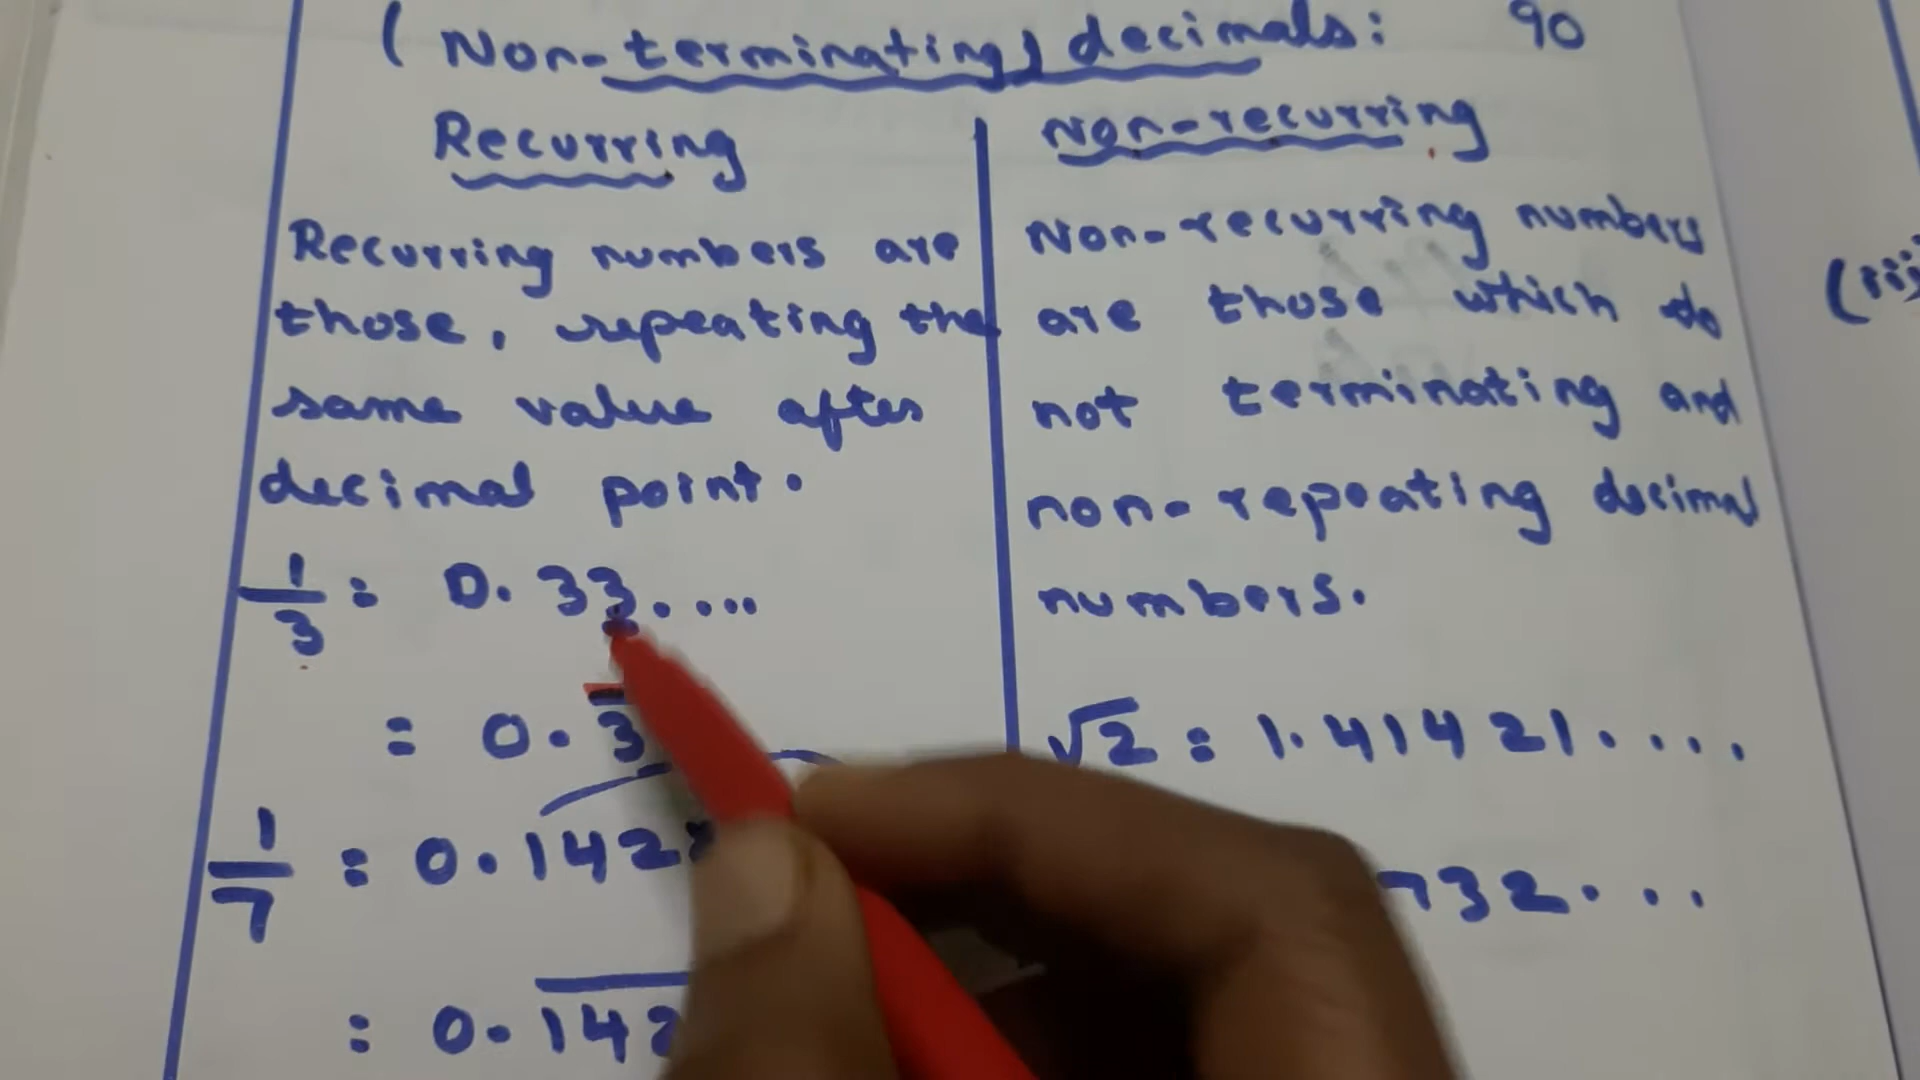 (Non-terminating) decimals: 90
Recurring
Recurring numbers are
those, repeating the
same value after
decimal point.
1/3 = 0.33.....
= 0.3̅
1/7 = 0.142
= 0.142
Non-recurring
Non-recurring numbers
are those which do
not terminating and
non-repeating decimal
numbers.
√2 = 1.41421....
732...
(iii